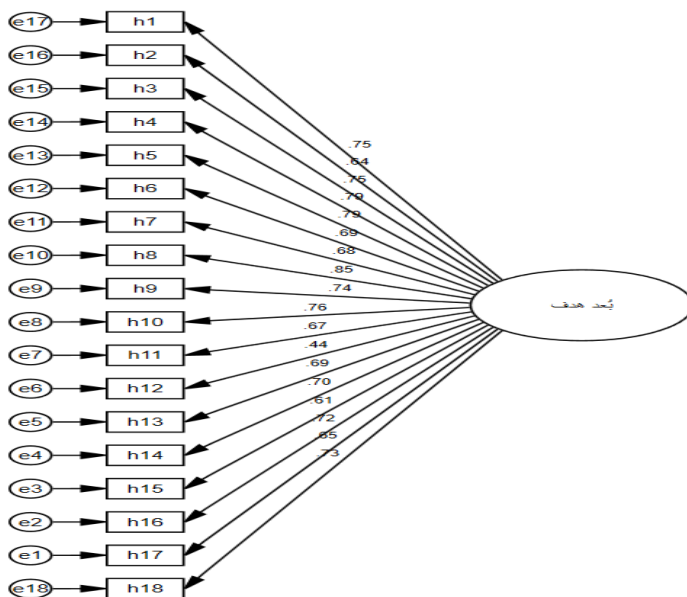 e17 h1
e16 h2
e15 h3
e14 h4
e13 h5
e12 h6
e11 h7
e10 h8
e9 h9
e8 h10
e7 h11
e6 h12
e5 h13
e4 h14
e3 h15
e2 h16
e1 h17
e18 h18
.75
.64
.75
.79
.79
.69
.68
.85
.74
.76
.67
.44
.69
.70
.61
.72
.65
.73
بُعد هدف